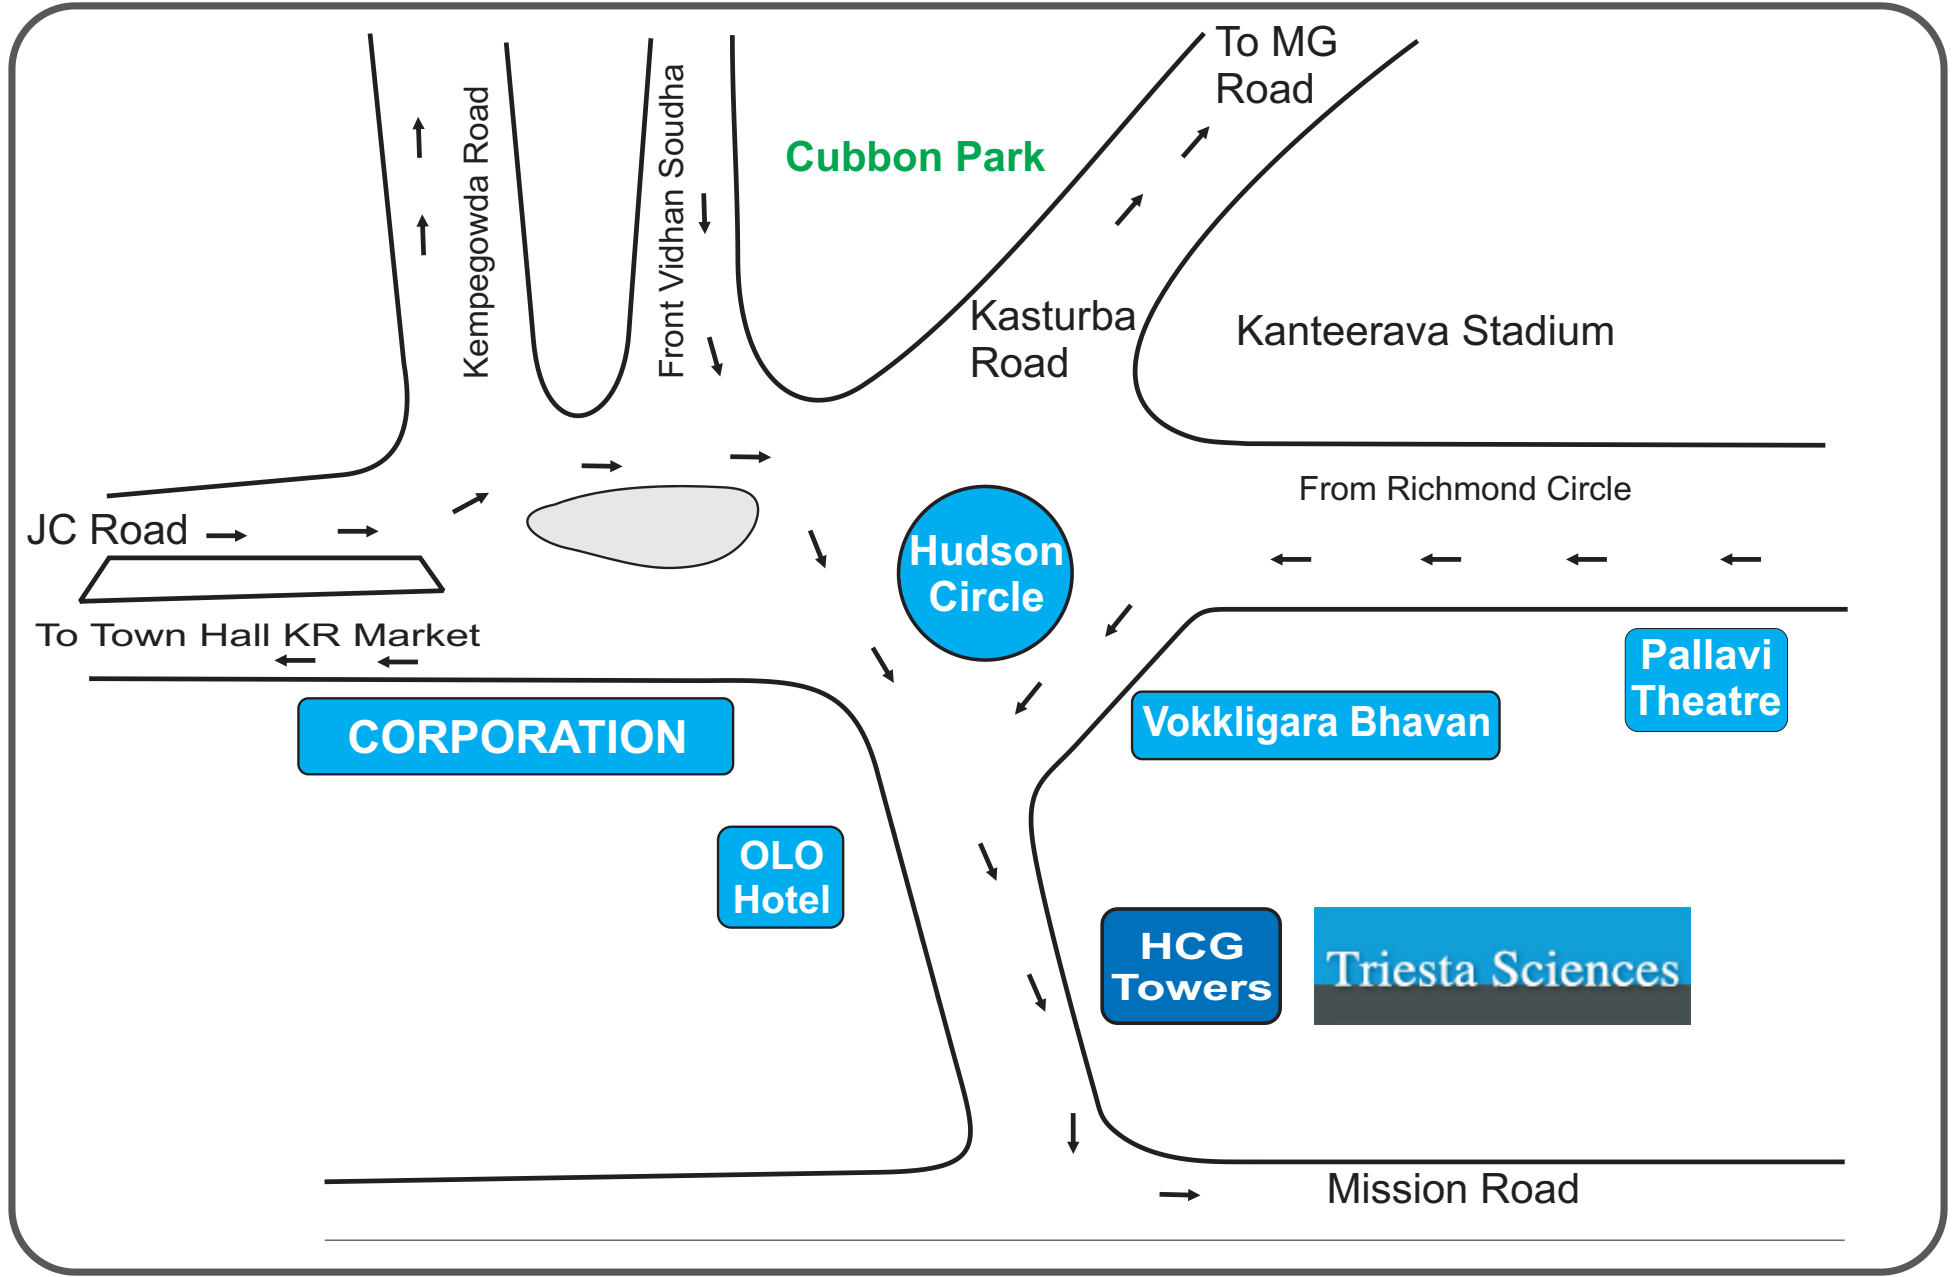 To MG
Road
Kempegowda Road
Front Vidhan Soudha
Cubbon Park
Kasturba
Road
Kanteerava Stadium
From Richmond Circle
JC Road
Hudson
Circle
To Town Hall KR Market
Pallavi
Theatre
CORPORATION
Vokkligara Bhavan
OLO
Hotel
HCG
Towers
Triesta Sciences
Mission Road